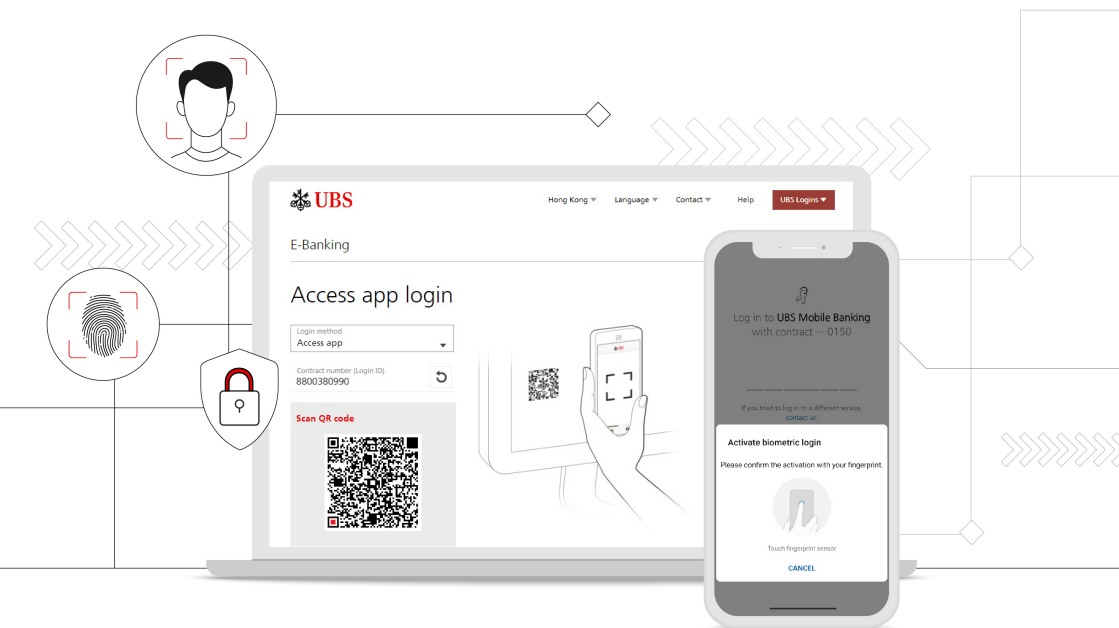 UBS
Hong Kong
Language
Contact
Help
UBS Logins
E-Banking
Access app login
Login method
Access app
Contract number (Login ID)
8800380990
Scan QR code
UBS
Log in to UBS Mobile Banking
with contract ···0150
If you tried to log in to a different service,
contact us.
Activate biometric login
Please confirm the activation with your fingerprint.
Touch fingerprint sensor
CANCEL